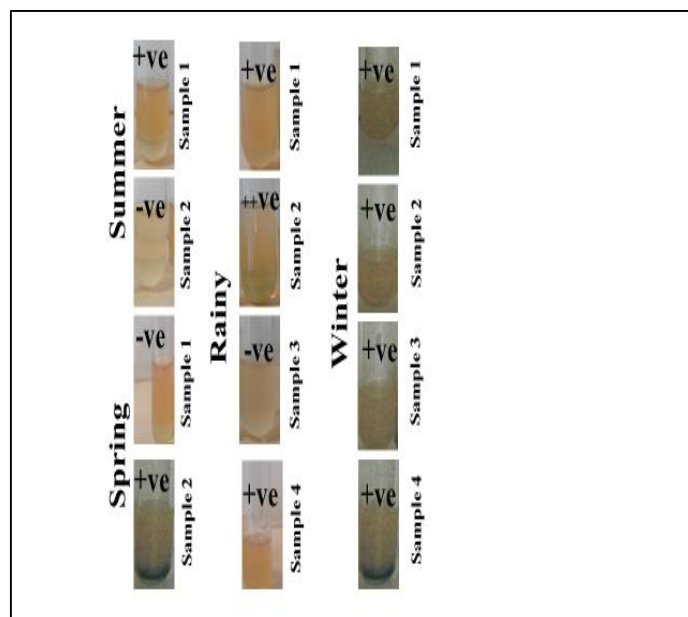 Summer
+ve
Sample 1
-ve
Sample 2
Spring
-ve
Sample 1
+ve
Sample 2
Rainy
+ve
Sample 1
++ve
Sample 2
-ve
Sample 3
+ve
Sample 4
Winter
+ve
Sample 1
+ve
Sample 2
+ve
Sample 3
+ve
Sample 4